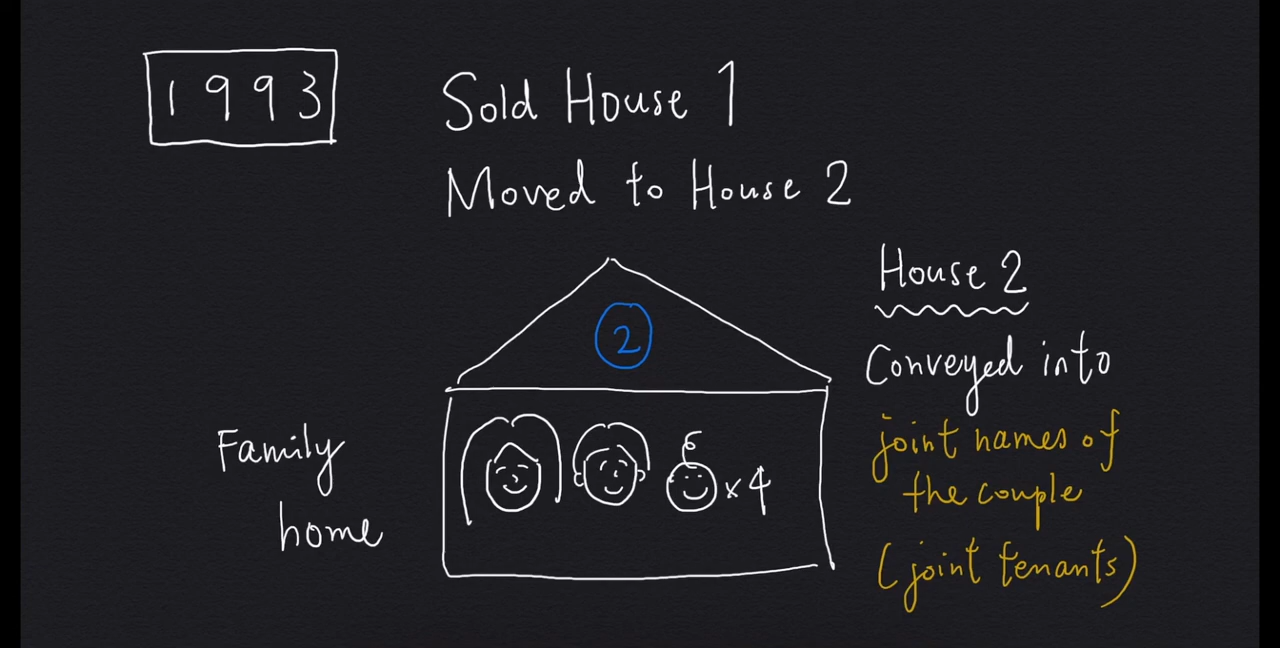 1993
Sold House 1
Moved to House 2
House 2
Conveyed into
joint names of
the couple
(joint tenants)
2
Family
home
x4